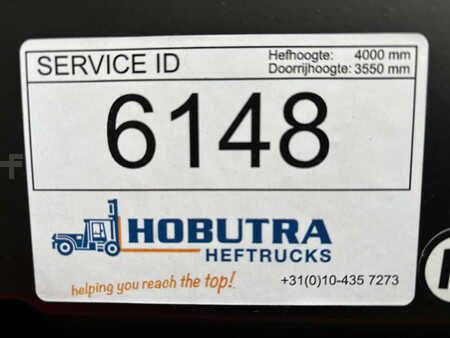 SERVICE ID
Hefhoogte: 4000 mm
Doorrijhoogte: 3550 mm
6148
HOBUTRA
HEFTRUCKS
helping you reach the top!
+31(0)10-435 7273